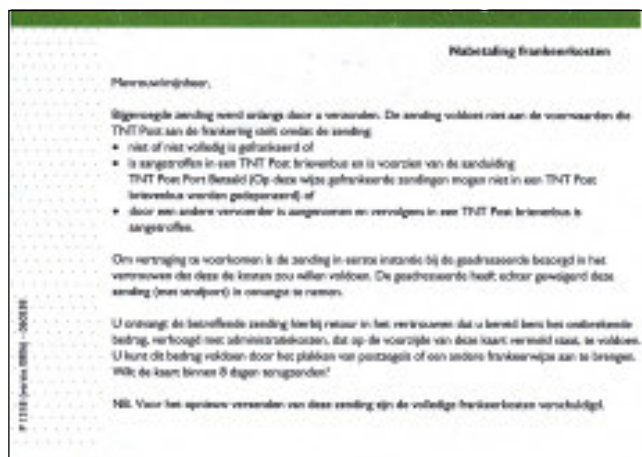 Nabetaling frankeerkosten
Mevrouw/mijnheer,
Bijgevoegde zending werd onlangs door u verzonden. De zending voldoet niet aan de voorwaarden die
TNT Post aan de frankering stelt omdat de zending:
• niet of niet volledig is gefrankeerd of
• is aangetroffen in een TNT Post brievenbus en is voorzien van de aanduiding
TNT Post Port Betaald (Op deze wijze gefrankeerde zendingen mogen niet in een TNT Post
brievenbus worden gedeponeerd) of
• door een andere vervoerder is aangenomen en vervolgens in een TNT Post brievenbus is
aangetroffen.
Om vertraging te voorkomen is de zending in eerste instantie bij de geadresseerde bezorgd in het
vertrouwen dat deze de kosten zou willen voldoen. De geadresseerde heeft echter geweigerd deze
zending (met strafport) in ontvangst te nemen.
U ontvangt de betreffende zending hierbij retour in het vertrouwen dat u bereid bent het ontbrekende
bedrag, verhoogd met administratiekosten, dat op de voorzijde van deze kaart vermeld staat, te voldoen.
U kunt dit bedrag voldoen door het plakken van postzegels of een andere frankeerwijze aan te brengen.
Wilt u de kaart binnen 8 dagen terugzenden?
NB. Voor het opnieuw verzenden van deze zending zijn de volledige frankeerkosten verschuldigd.